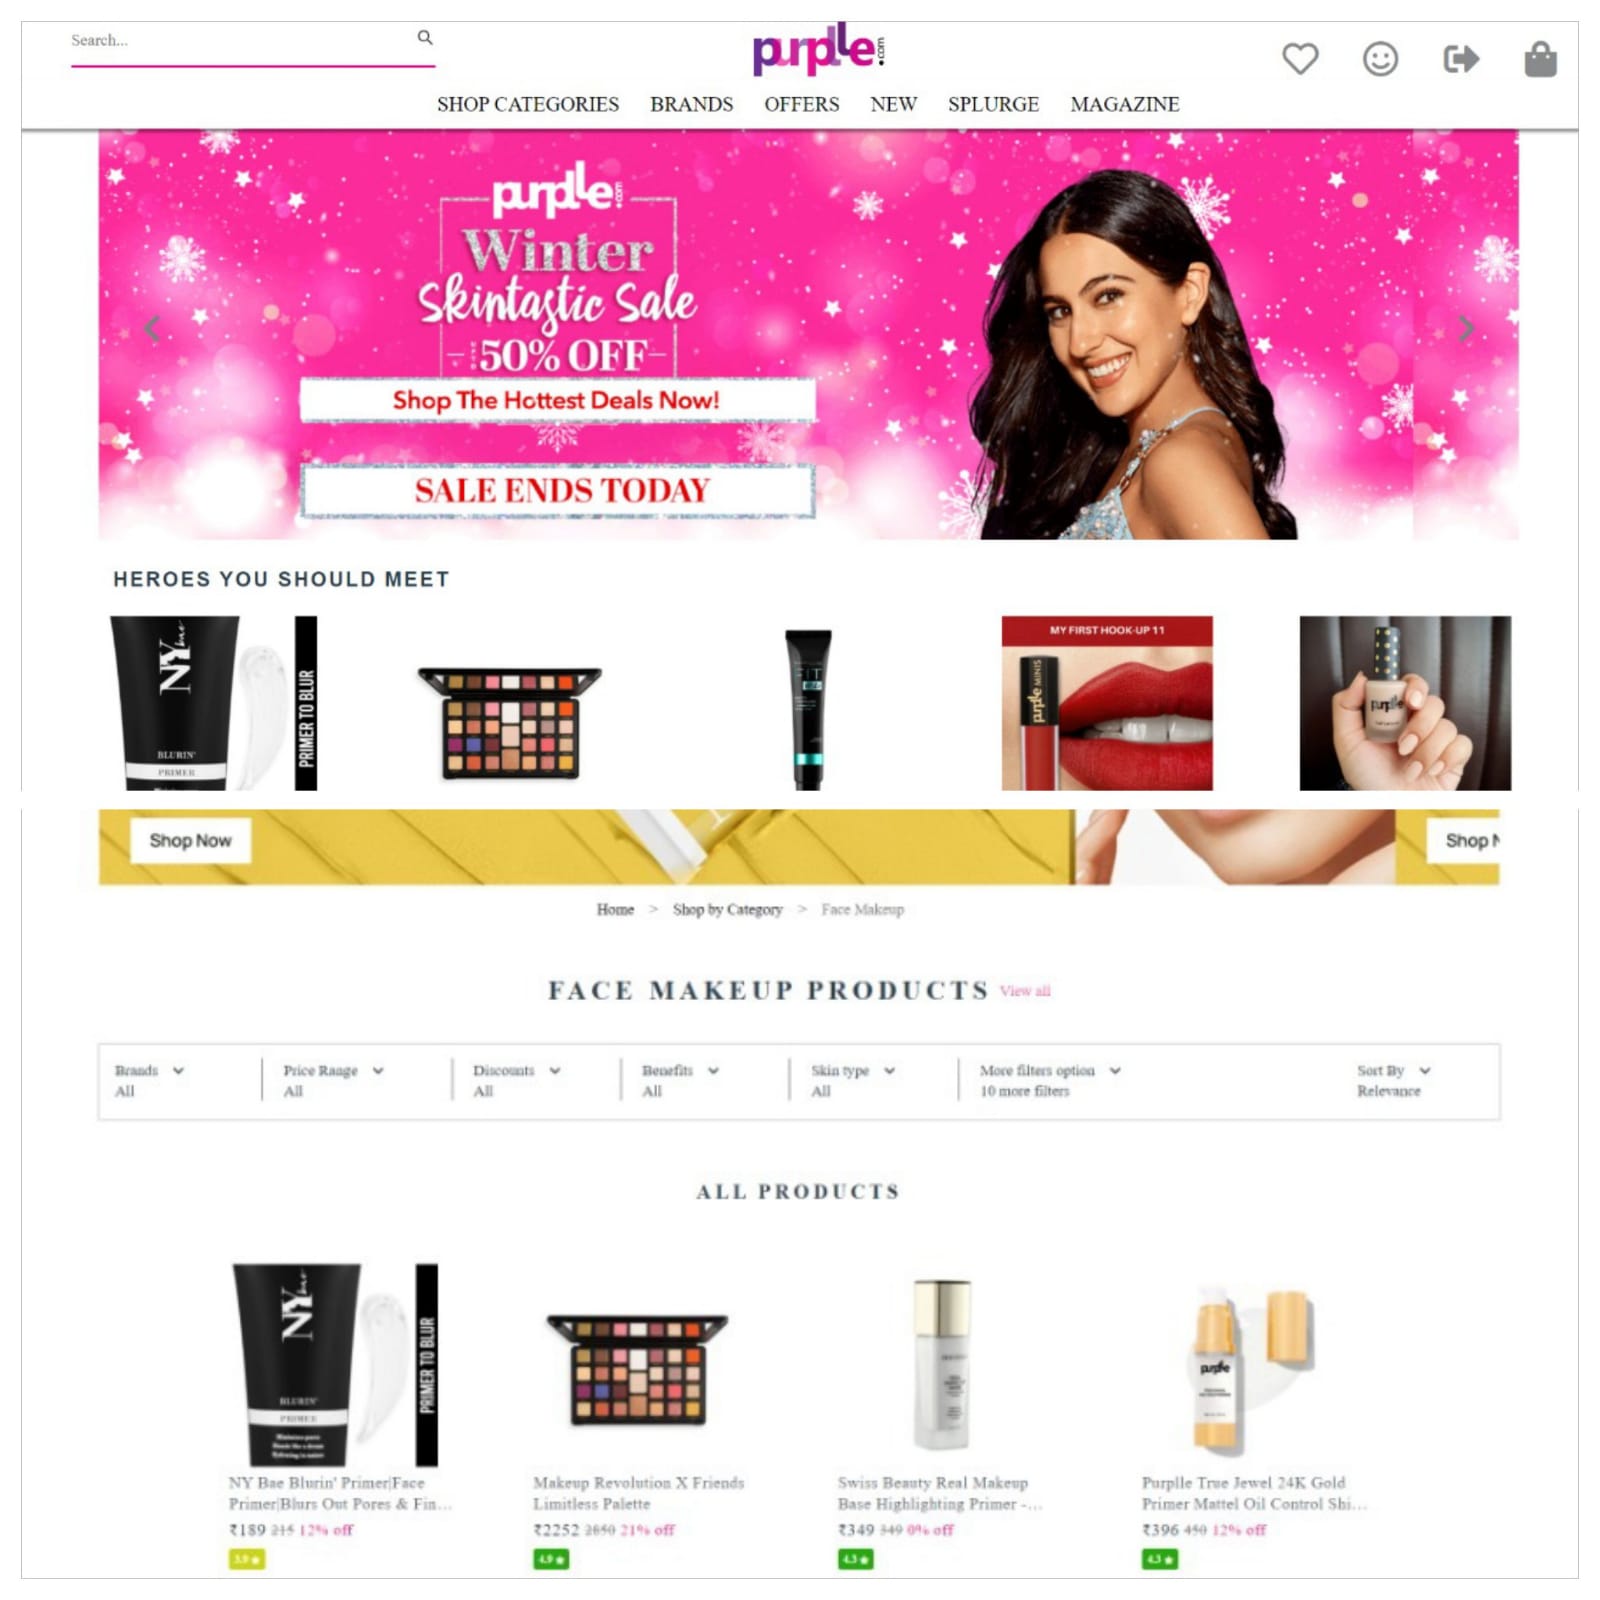 Search...
purplle.com
SHOP CATEGORIES BRANDS OFFERS NEW SPLURGE MAGAZINE
purplle.com
Winter
Skintastic Sale
50% OFF
Shop The Hottest Deals Now!
SALE ENDS TODAY
HEROES YOU SHOULD MEET
NY bae
BLURIN'
PRIMER
PRIMER TO BLUR
FIT
MY FIRST HOOK-UP 11
purplle MINIS
purplle
Shop Now
Shop N
Home > Shop by Category > Face Makeup
FACE MAKEUP PRODUCTS View all
Brands Price Range Discounts Benefits Skin type More filters option Sort By
All All All All All 10 more filters Relevance
ALL PRODUCTS
NY bae
BLURIN'
PRIMER
PRIMER TO BLUR
purplle
NY Bae Blurin' Primer|Face
Primer|Blurs Out Pores & Fin...
₹189 215 12% off
3.9
Makeup Revolution X Friends
Limitless Palette
₹2252 2850 21% off
4.9
Swiss Beauty Real Makeup
Base Highlighting Primer -...
₹349 349 0% off
4.3
Purplle True Jewel 24K Gold
Primer Mattel Oil Control Shi...
₹396 450 12% off
4.3